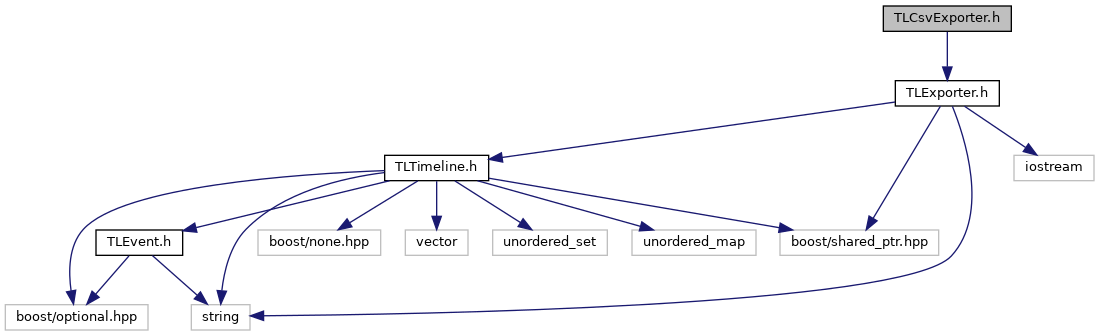 TLCsvExporter.h
TLExporter.h
TLTimeline.h
iostream
TLEvent.h
boost/none.hpp
vector
unordered_set
unordered_map
boost/shared_ptr.hpp
boost/optional.hpp
string